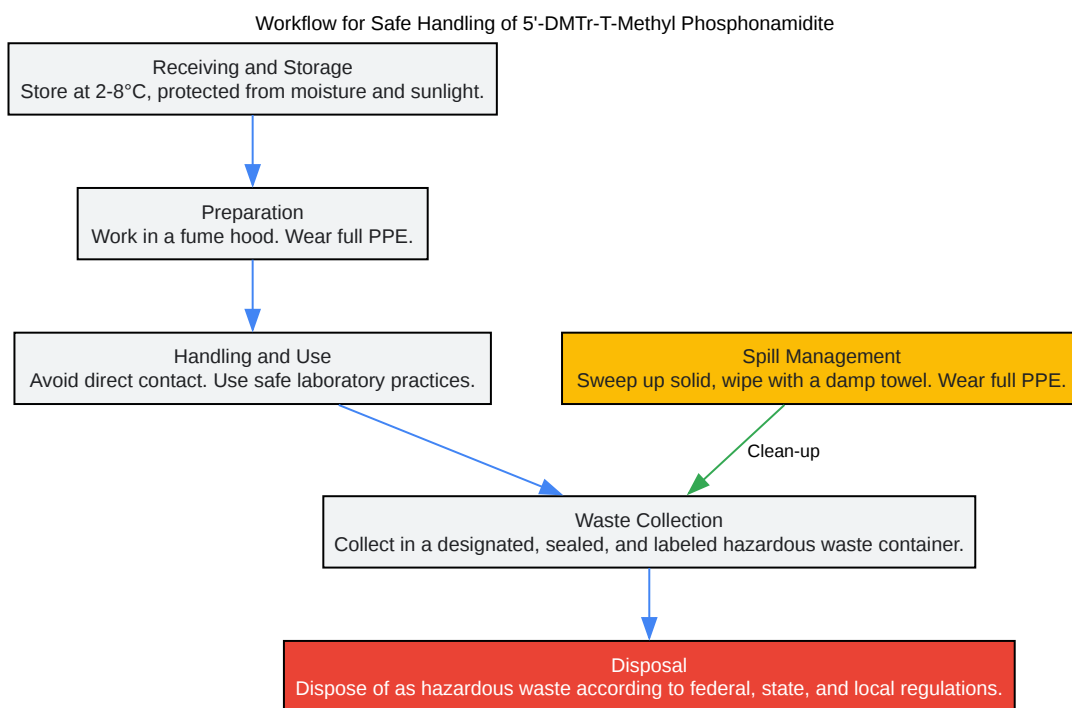 Workflow for Safe Handling of 5'-DMTr-T-Methyl Phosphonamidite
Receiving and Storage
Store at 2-8°C, protected from moisture and sunlight.
Preparation
Work in a fume hood. Wear full PPE.
Handling and Use
Avoid direct contact. Use safe laboratory practices.
Spill Management
Sweep up solid, wipe with a damp towel. Wear full PPE.
Clean-up
Waste Collection
Collect in a designated, sealed, and labeled hazardous waste container.
Disposal
Dispose of as hazardous waste according to federal, state, and local regulations.